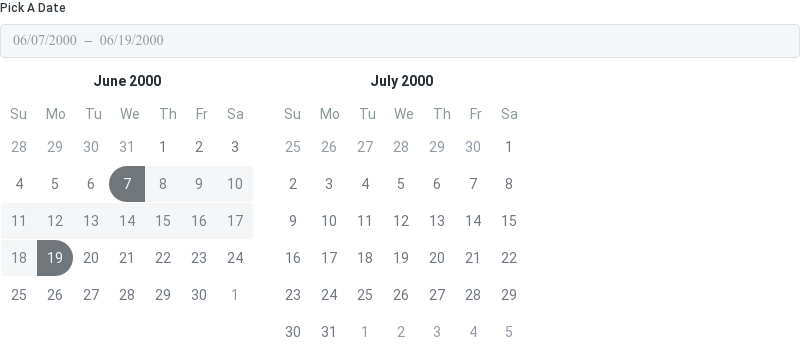 Pick A Date
06/07/2000 – 06/19/2000
June 2000
Su Mo Tu We Th Fr Sa
28 29 30 31 1 2 3
4 5 6 7 8 9 10
11 12 13 14 15 16 17
18 19 20 21 22 23 24
25 26 27 28 29 30 1
July 2000
Su Mo Tu We Th Fr Sa
25 26 27 28 29 30 1
2 3 4 5 6 7 8
9 10 11 12 13 14 15
16 17 18 19 20 21 22
23 24 25 26 27 28 29
30 31 1 2 3 4 5